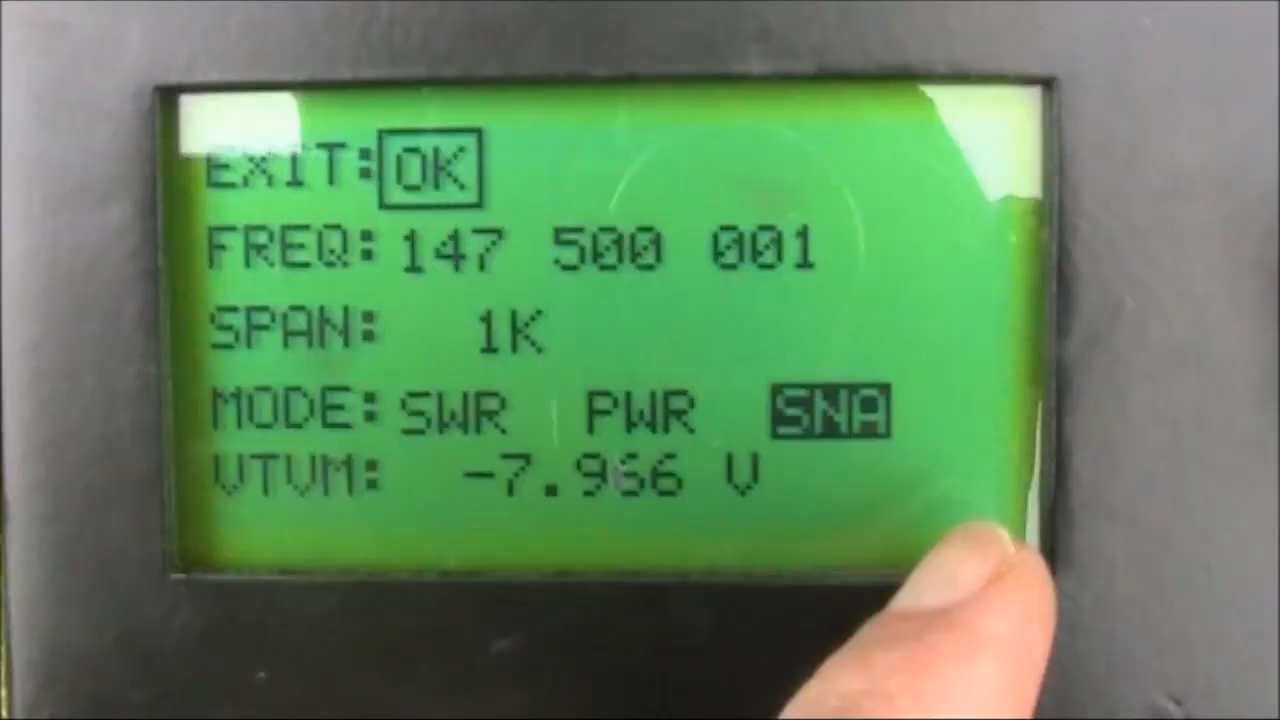 EXIT: OK
FREQ: 147 500 001
SPAN: 1K
MODE: SWR PWR SNA
VTVM: -7.966 V